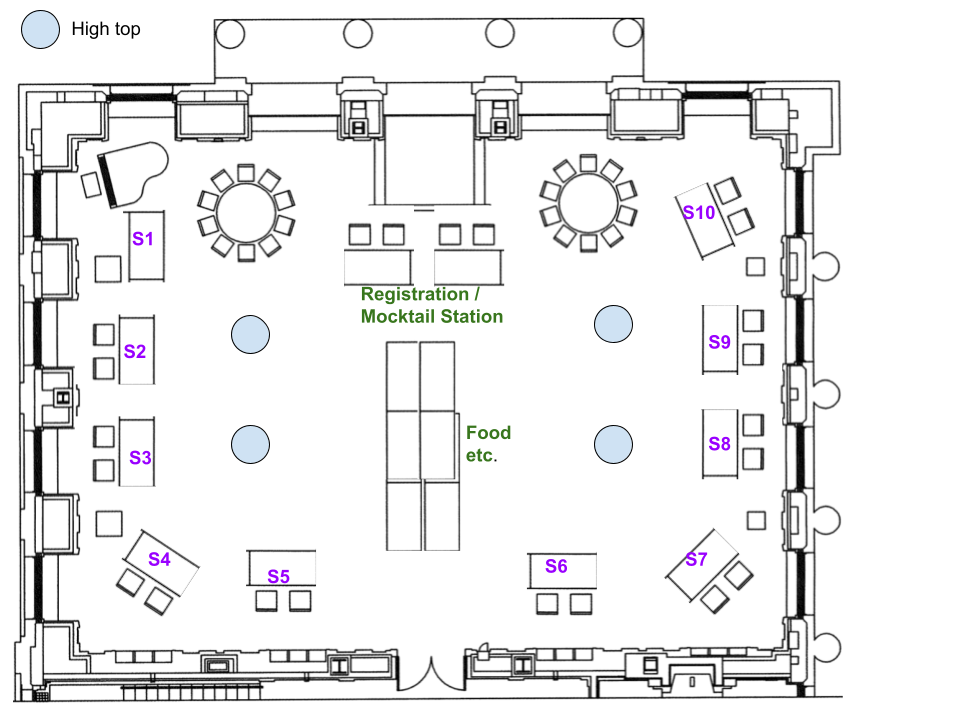 High top
S1
S10
Registration /
Mocktail Station
S2
S9
Food
etc.
S3
S8
S4
S5
S6
S7